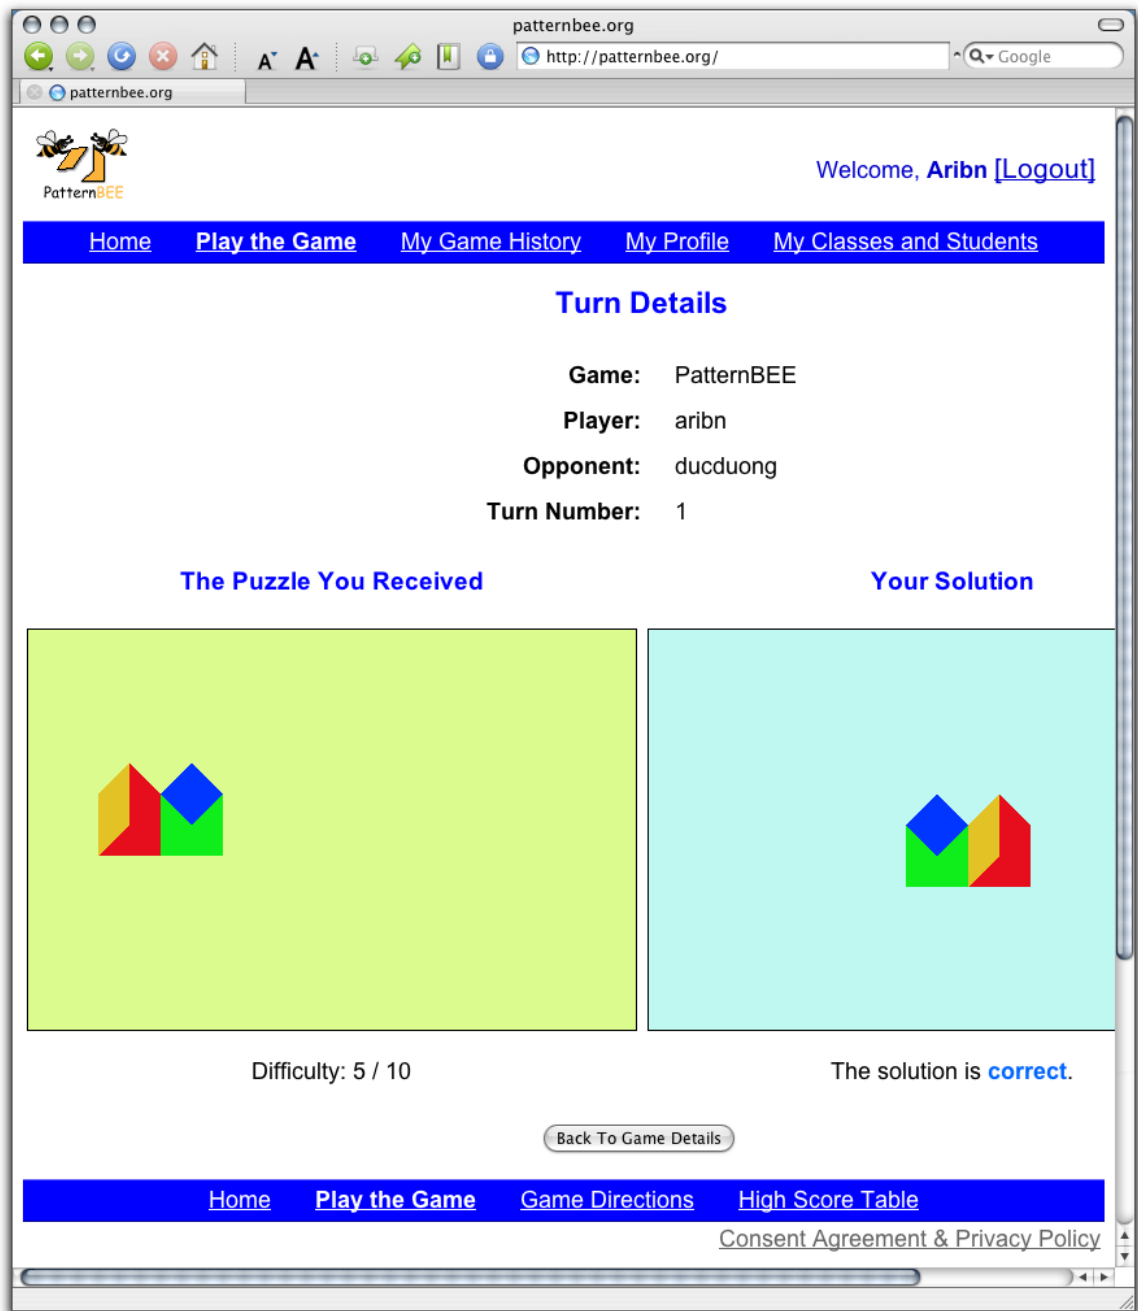 patternbee.org
A A http://patternbee.org/ Google
patternbee.org
PatternBEE
Welcome, Aribn [Logout]
Home Play the Game My Game History My Profile My Classes and Students
Turn Details
Game: PatternBEE
Player: aribn
Opponent: ducduong
Turn Number: 1
The Puzzle You Received Your Solution
Difficulty: 5 / 10 The solution is correct.
Back To Game Details
Home Play the Game Game Directions High Score Table
Consent Agreement & Privacy Policy